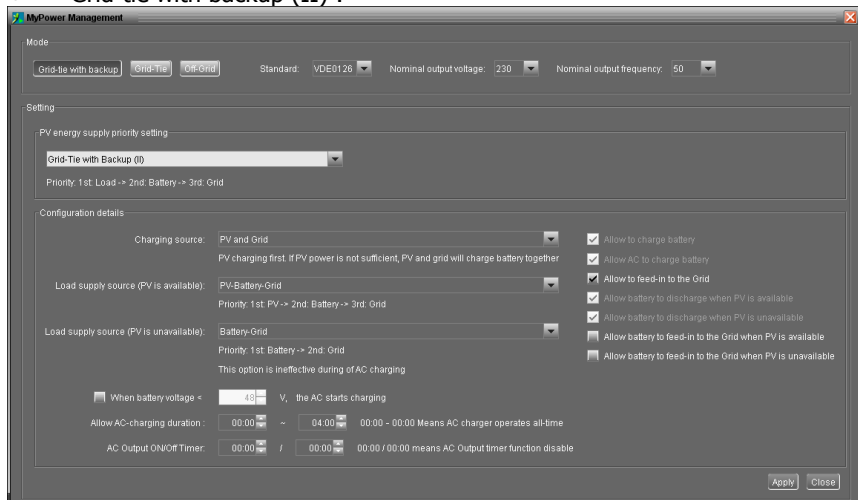 Grid-tie with backup (II) :
MyPower Management
Mode
Grid-tie with backup Grid-Tie Off-Grid Standard: VDE0126 Nominal output voltage: 230 Nominal output frequency: 50
Setting
PV energy supply priority setting
Grid-Tie with Backup (II)
Priority: 1st: Load -> 2nd: Battery -> 3rd: Grid
Configuration details
Charging source: PV and Grid
PV charging first. If PV power is not sufficient, PV and grid will charge battery together
Load supply source (PV is available): PV-Battery-Grid
Priority: 1st: PV -> 2nd: Battery -> 3rd: Grid
Load supply source (PV is unavailable): Battery-Grid
Priority: 1st: Battery -> 2nd: Grid
This option is ineffective during of AC charging
Allow to charge battery
Allow AC to charge battery
Allow to feed-in to the Grid
Allow battery to discharge when PV is available
Allow battery to discharge when PV is unavailable
Allow battery to feed-in to the Grid when PV is available
Allow battery to feed-in to the Grid when PV is unavailable
When battery voltage < 48 V, the AC starts charging
Allow AC-charging duration : 00:00 ~ 04:00 00:00 - 00:00 Means AC charger operates all-time
AC Output ON/Off Timer: 00:00 / 00:00 00:00 / 00:00 means AC Output timer function disable
Apply Close